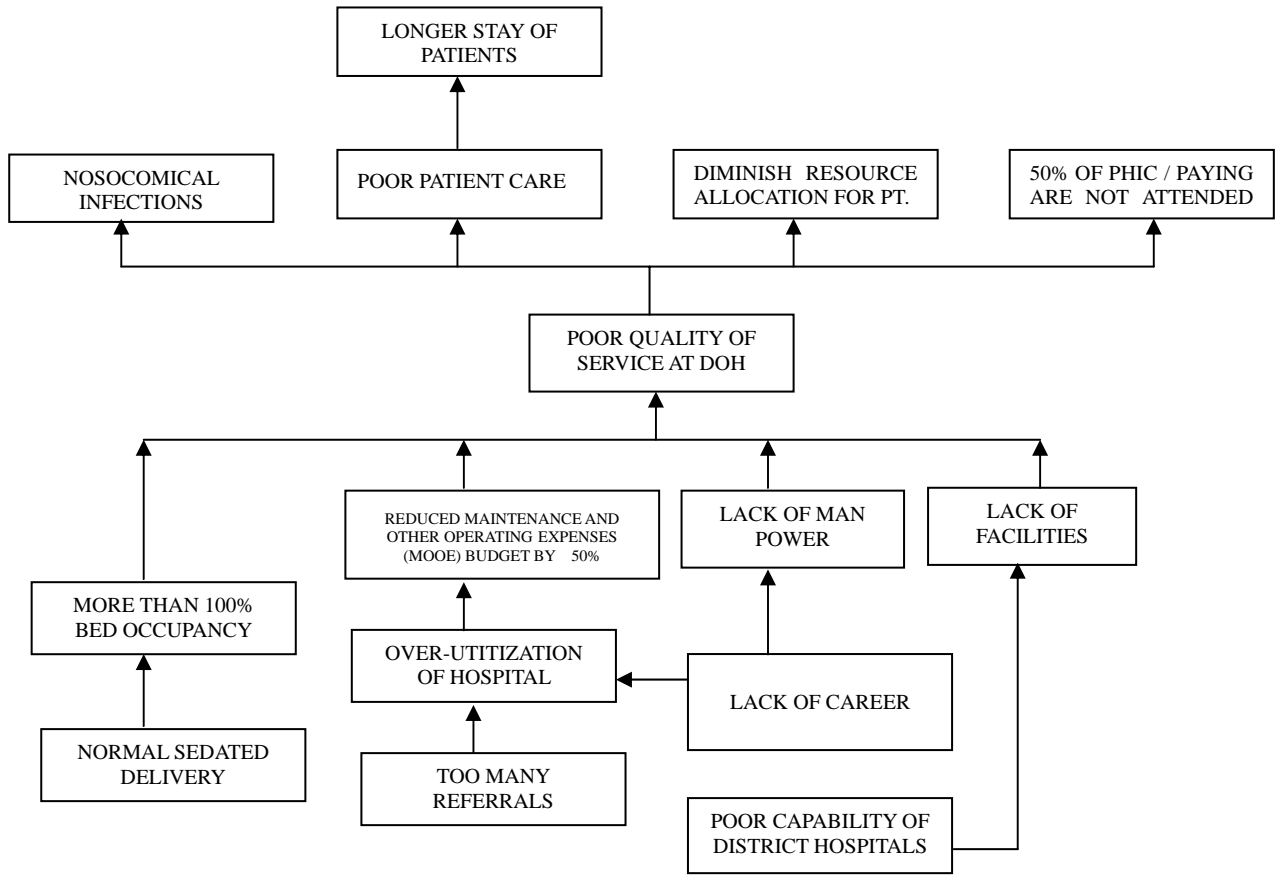 LONGER STAY OF
PATIENTS
NOSOCOMICAL
INFECTIONS
POOR PATIENT CARE
DIMINISH RESOURCE
ALLOCATION FOR PT.
50% OF PHIC / PAYING
ARE NOT ATTENDED
POOR QUALITY OF
SERVICE AT DOH
REDUCED MAINTENANCE AND
OTHER OPERATING EXPENSES
(MOOE) BUDGET BY 50%
LACK OF MAN
POWER
LACK OF
FACILITIES
MORE THAN 100%
BED OCCUPANCY
OVER-UTITIZATION
OF HOSPITAL
LACK OF CAREER
NORMAL SEDATED
DELIVERY
TOO MANY
REFERRALS
POOR CAPABILITY OF
DISTRICT HOSPITALS